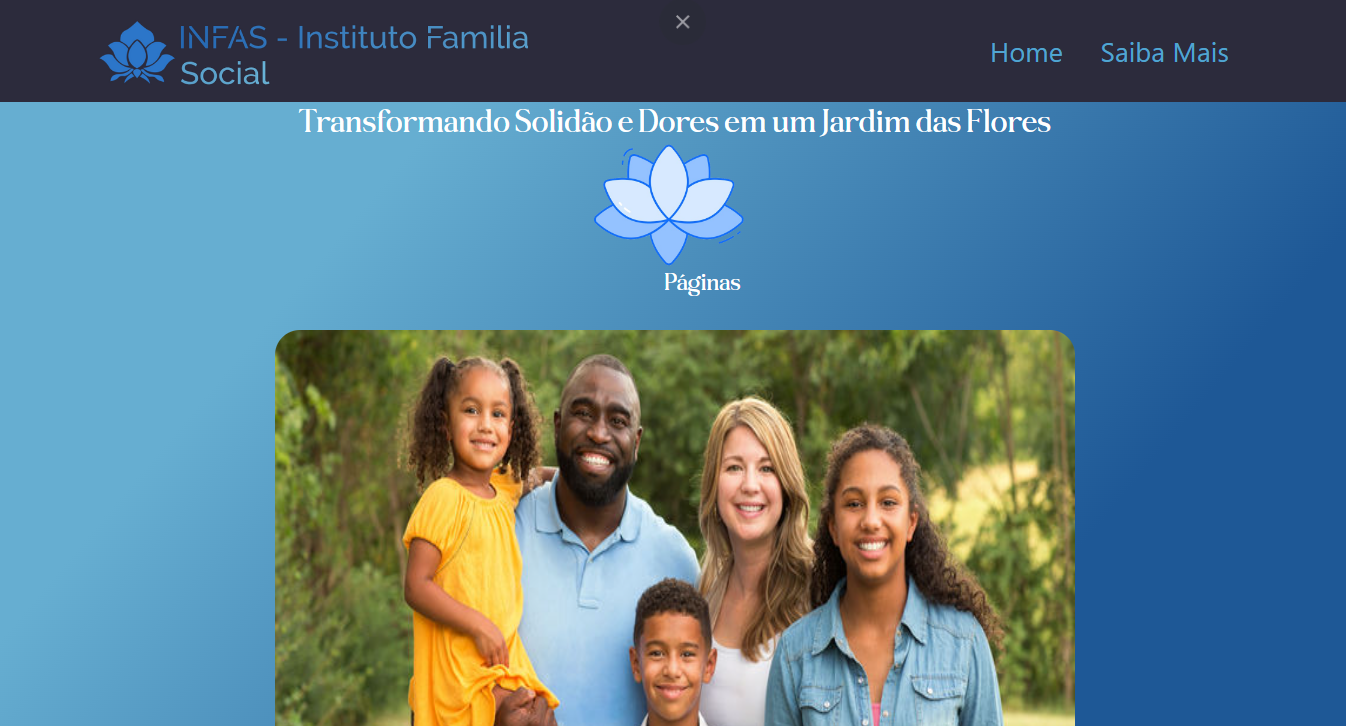 INFAS - Instituto Familia
Social
Home
Saiba Mais
Transformando Solidão e Dores em um Jardim das Flores
Páginas